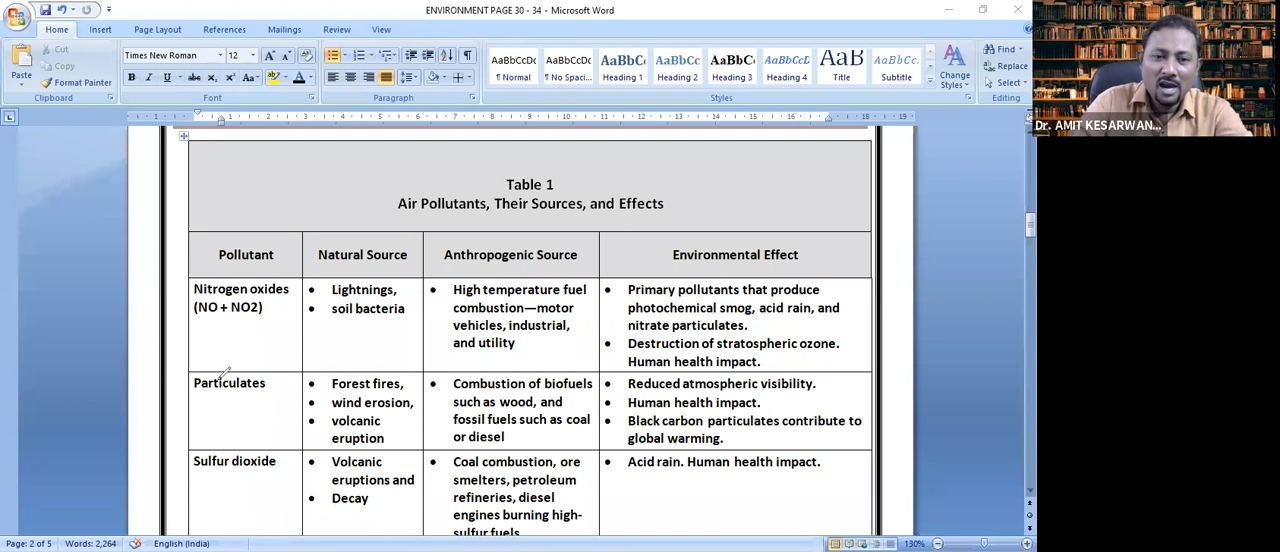 ENVIRONMENT PAGE 30 - 34 - Microsoft Word
Home Insert Page Layout References Mailings Review View
Cut
Copy
Format Painter
Paste
Clipboard
Times New Roman 12
Font
Paragraph
AaBbCcDc AaBbCcDc AaBbC AaBbCc AaBbCc AaBbCcI AaB AaBbCcL
¶ Normal ¶ No Spaci... Heading 1 Heading 2 Heading 3 Heading 4 Title Subtitle
Change
Styles
Styles
Find
Replace
Select
Editing
Dr. AMIT KESARWAN...
Table 1
Air Pollutants, Their Sources, and Effects
Pollutant Natural Source Anthropogenic Source Environmental Effect
Nitrogen oxides
(NO + NO2)
• Lightnings,
• soil bacteria
• High temperature fuel
combustion—motor
vehicles, industrial,
and utility
• Primary pollutants that produce
photochemical smog, acid rain, and
nitrate particulates.
• Destruction of stratospheric ozone.
Human health impact.
Particulates
• Forest fires,
• wind erosion,
• volcanic
eruption
• Combustion of biofuels
such as wood, and
fossil fuels such as coal
or diesel
• Reduced atmospheric visibility.
• Human health impact.
• Black carbon particulates contribute to
global warming.
Sulfur dioxide
• Volcanic
eruptions and
• Decay
• Coal combustion, ore
smelters, petroleum
refineries, diesel
engines burning high-
sulfur fuels
• Acid rain. Human health impact.
Page: 2 of 5 Words: 2,264 English (India) 130%